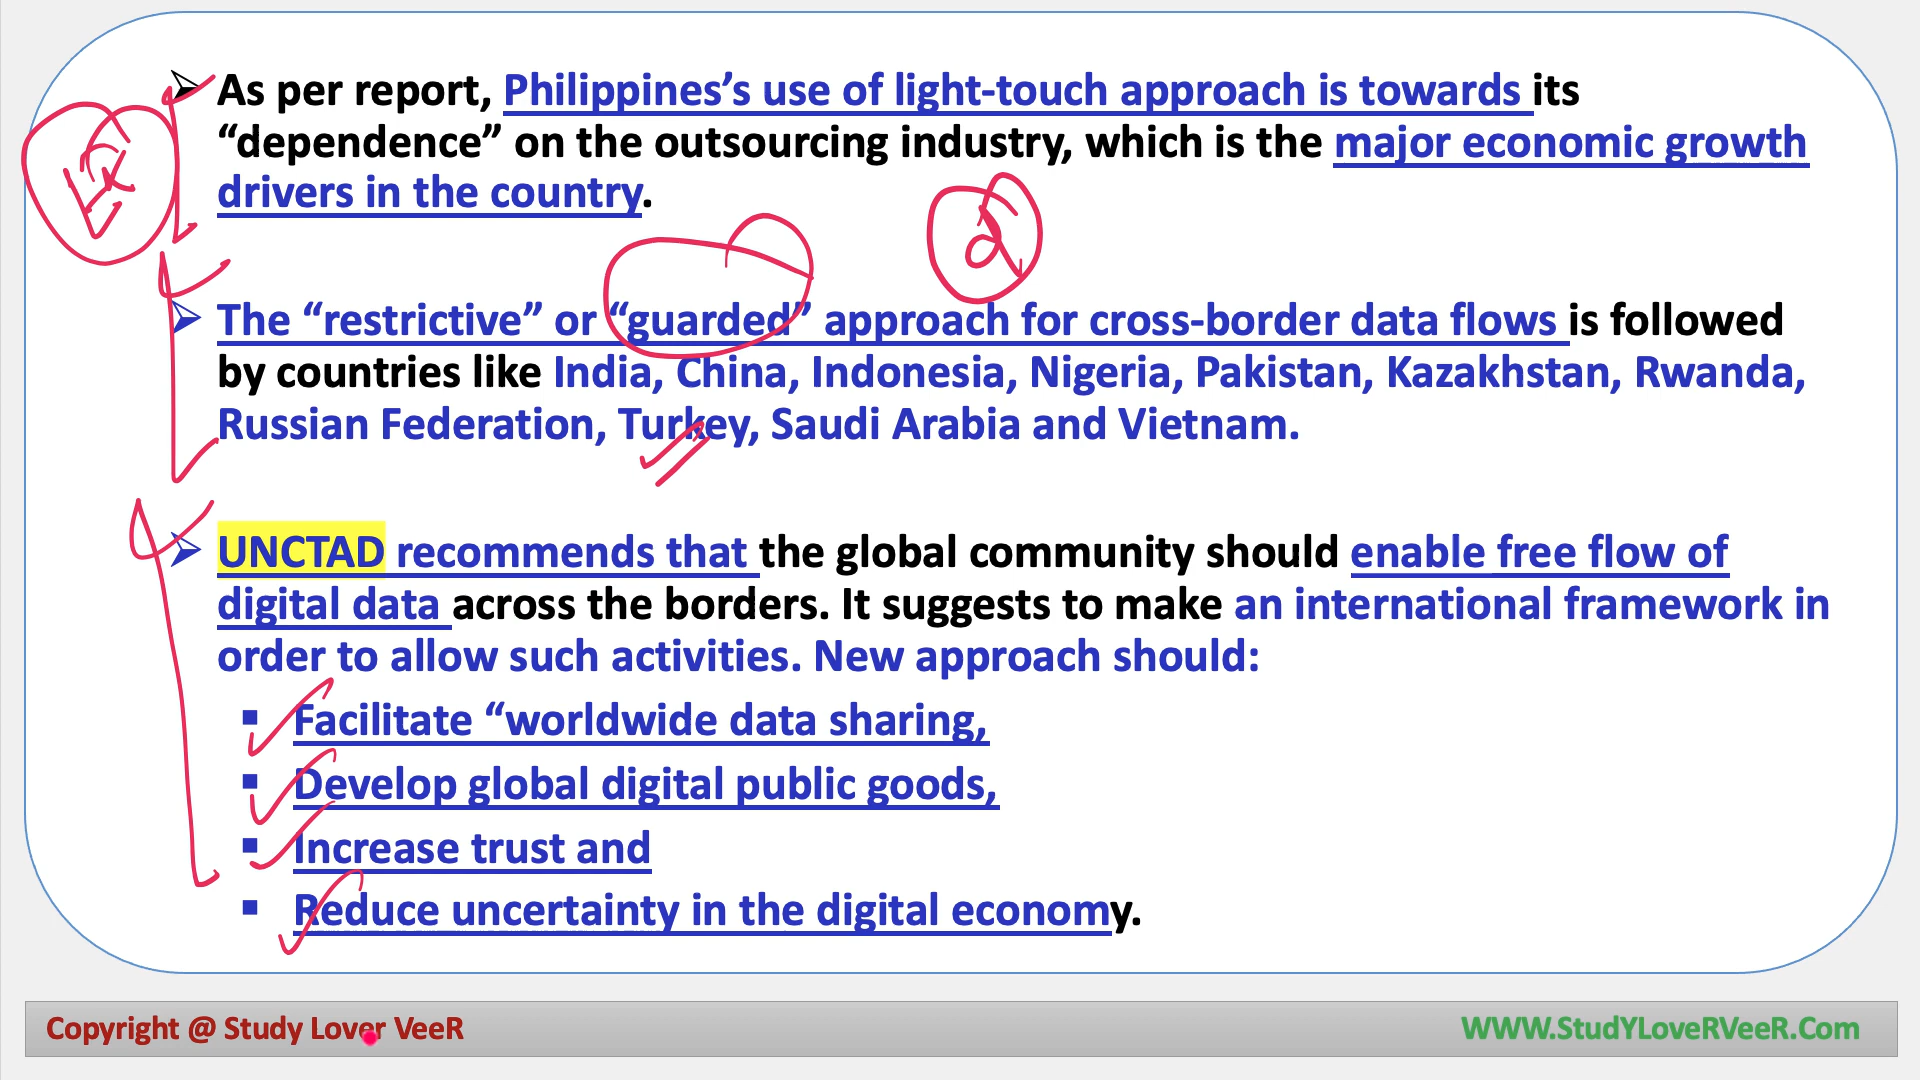 As per report, Philippines’s use of light-touch approach is towards its
“dependence” on the outsourcing industry, which is the major economic growth
drivers in the country.
The “restrictive” or “guarded” approach for cross-border data flows is followed
by countries like India, China, Indonesia, Nigeria, Pakistan, Kazakhstan, Rwanda,
Russian Federation, Turkey, Saudi Arabia and Vietnam.
UNCTAD recommends that the global community should enable free flow of
digital data across the borders. It suggests to make an international framework in
order to allow such activities. New approach should:
Facilitate “worldwide data sharing,
Develop global digital public goods,
Increase trust and
Reduce uncertainty in the digital economy.
Copyright @ Study Lover VeeR
WWW.StudYLoveRVeeR.Com